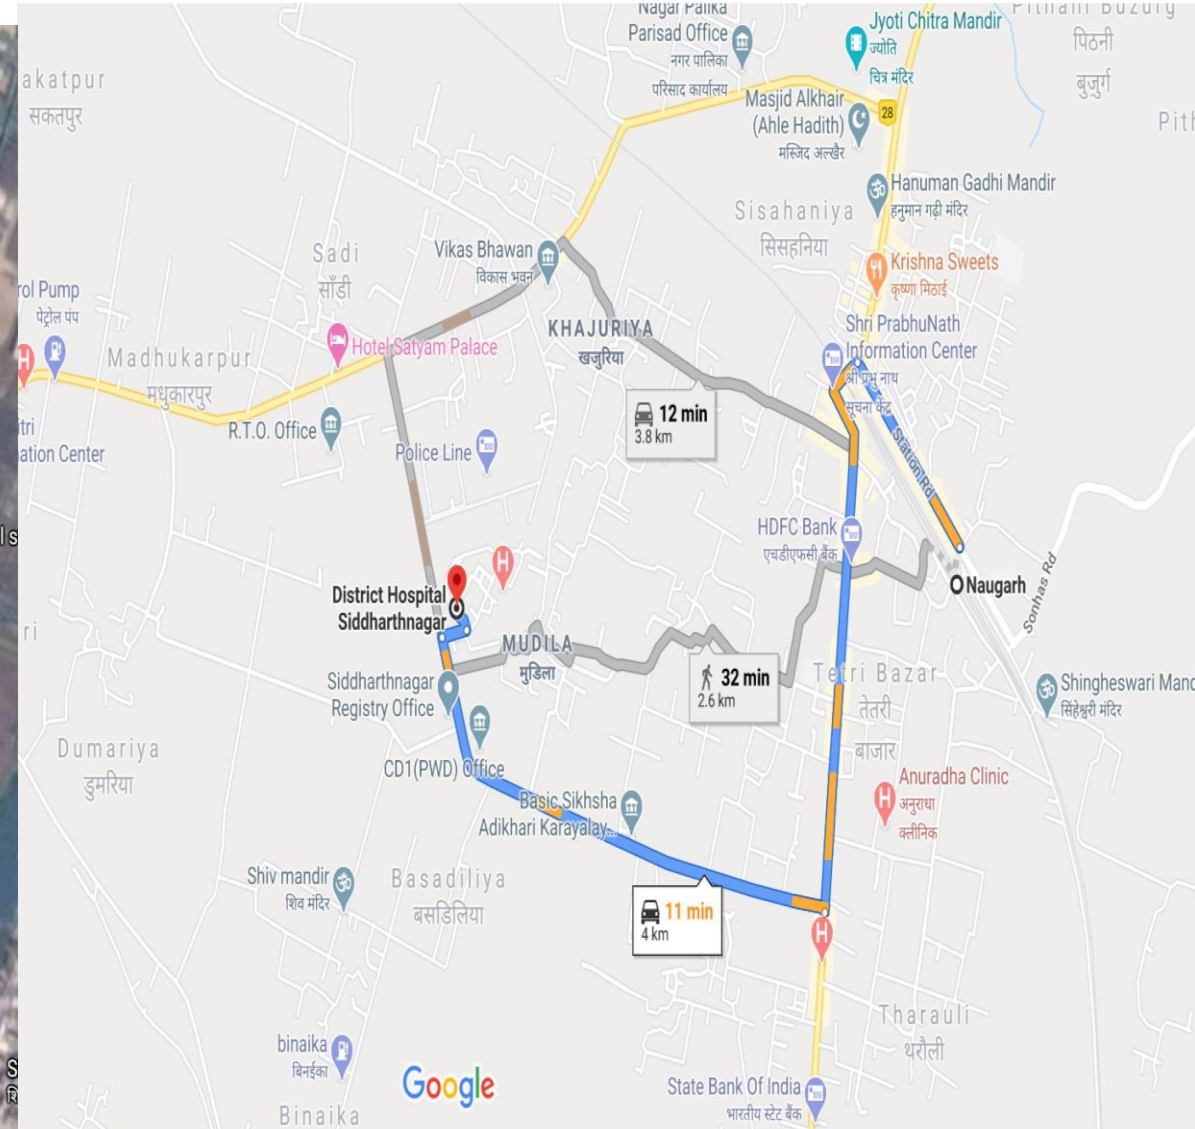 Nagar Palika
Parisad Office
नगर पालिका
परिसाद कार्यालय
Jyoti Chitra Mandir
ज्योति
चित्र मंदिर
पिठनी
बुजुर्ग
akatpur
सकतपुर
Masjid Alkhair
(Ahle Hadith)
मस्जिद अल्खैर
28
Pith
Hanuman Gadhi Mandir
हनुमान गढ़ी मंदिर
Sisahaniya
सिसहनिया
Sadi
साँडी
Vikas Bhawan
विकास भवन
Krishna Sweets
कृष्णा मिठाई
rol Pump
पेट्रोल पंप
KHAJURIYA
खजुरिया
Shri PrabhuNath
Information Center
श्री प्रभु नाथ
सूचना केंद्र
Madhukarpur
मधुकारपुर
Hotel Satyam Palace
R.T.O. Office
12 min
3.8 km
itri
ation Center
Police Line
Station Rd
HDFC Bank
एचडीएफसी बैंक
District Hospital
Siddharthnagar
Naugarh
Sonhas Rd
ri
MUDILA
मुडिला
32 min
2.6 km
Tetri Bazar
तेतरी
बाजार
Siddharthnagar
Registry Office
Shingheswari Mand
सिंहेश्वरी मंदिर
Dumariya
डुमरिया
CD1(PWD) Office
Basic Sikhsha
Adikhari Karayalay...
Anuradha Clinic
अनुराधा
क्लीनिक
Shiv mandir
शिव मंदिर
Basadiliya
बसडिलिया
11 min
4 km
Tharauli
थरौली
binaika
बिनईका
Google
State Bank Of India
भारतीय स्टेट बैंक
Binaika